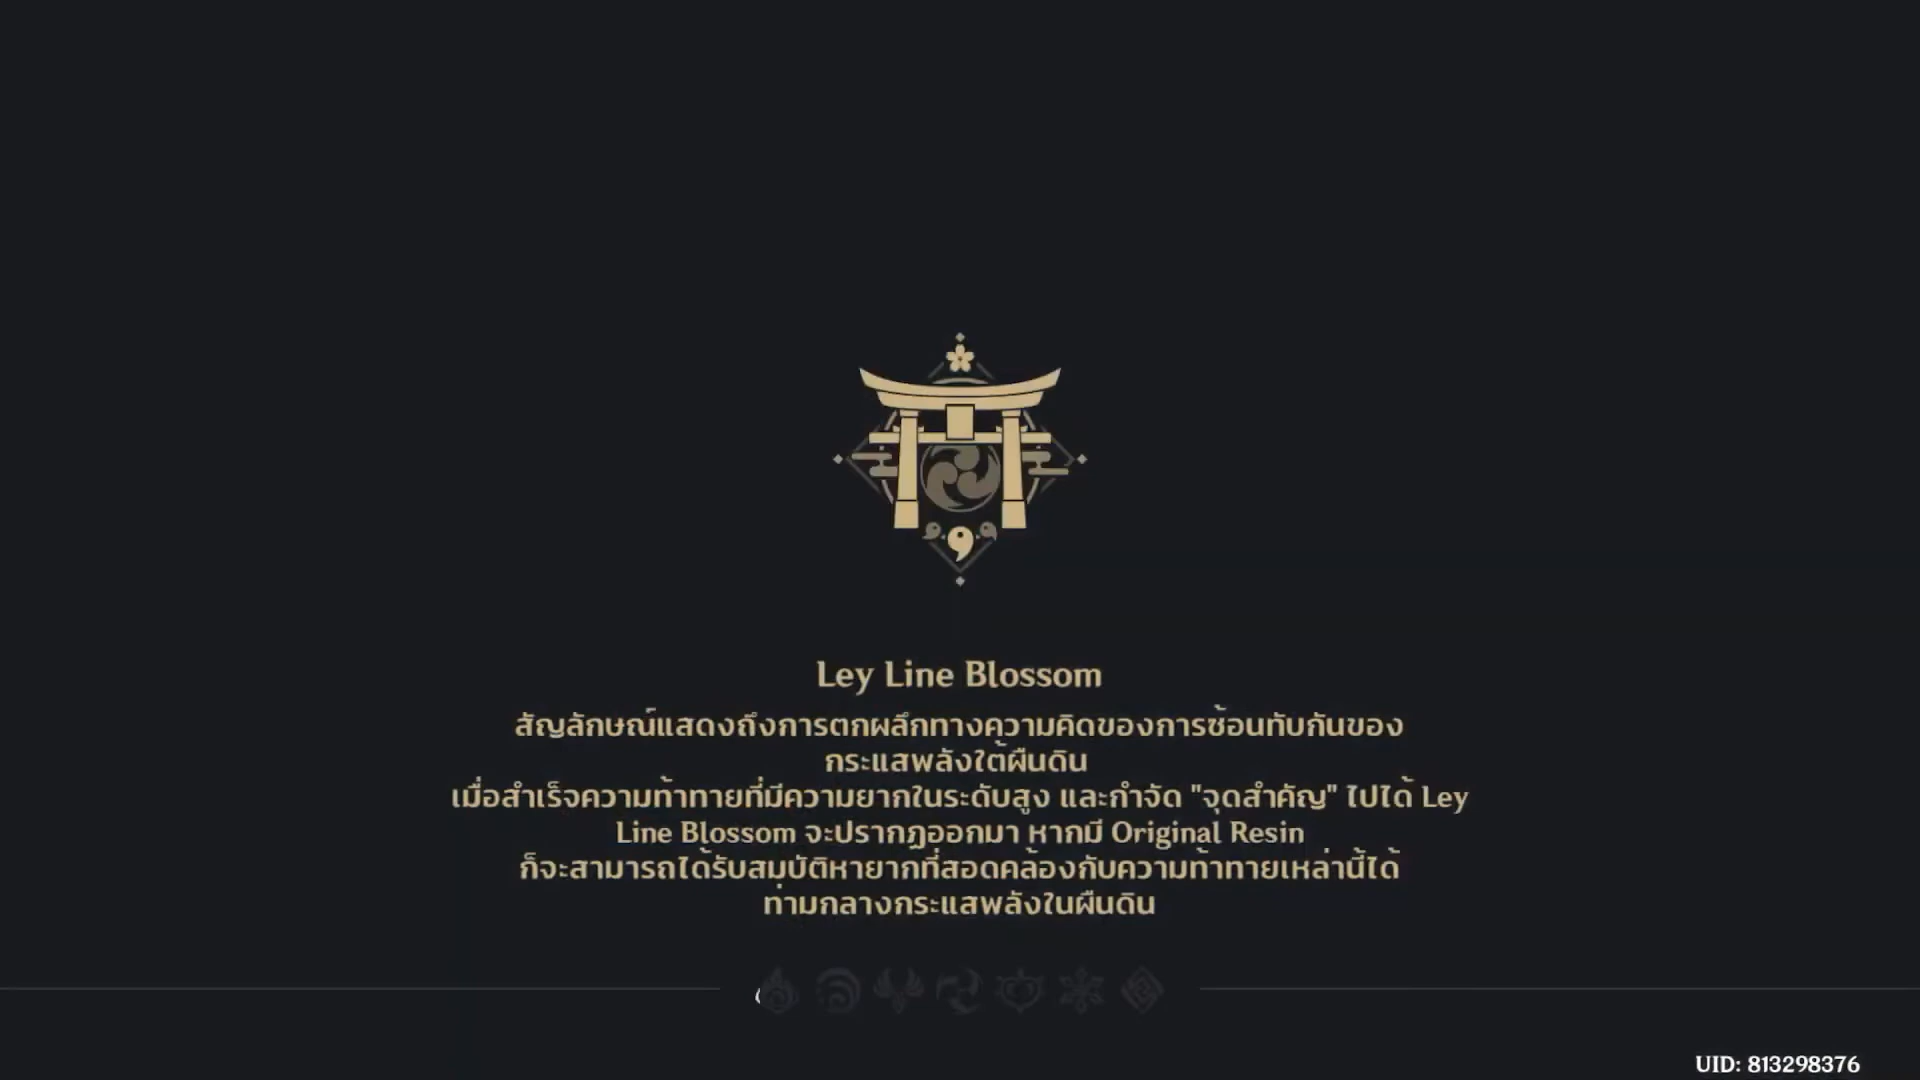 Ley Line Blossom
สัญลักษณ์แสดงถึงการตกผลึกทางความคิดของการซ้อนทับกันของ
กระแสพลังใต้ผืนดิน
เมื่อสำเร็จความท้าทายที่มีความยากในระดับสูง และกำจัด "จุดสำคัญ" ไปได้ Ley
Line Blossom จะปรากฏออกมา หากมี Original Resin
ก็จะสามารถได้รับสมบัติหายากที่สอดคล้องกับความท้าทายเหล่านี้ได้
ท่ามกลางกระแสพลังในผืนดิน
UID: 813298376